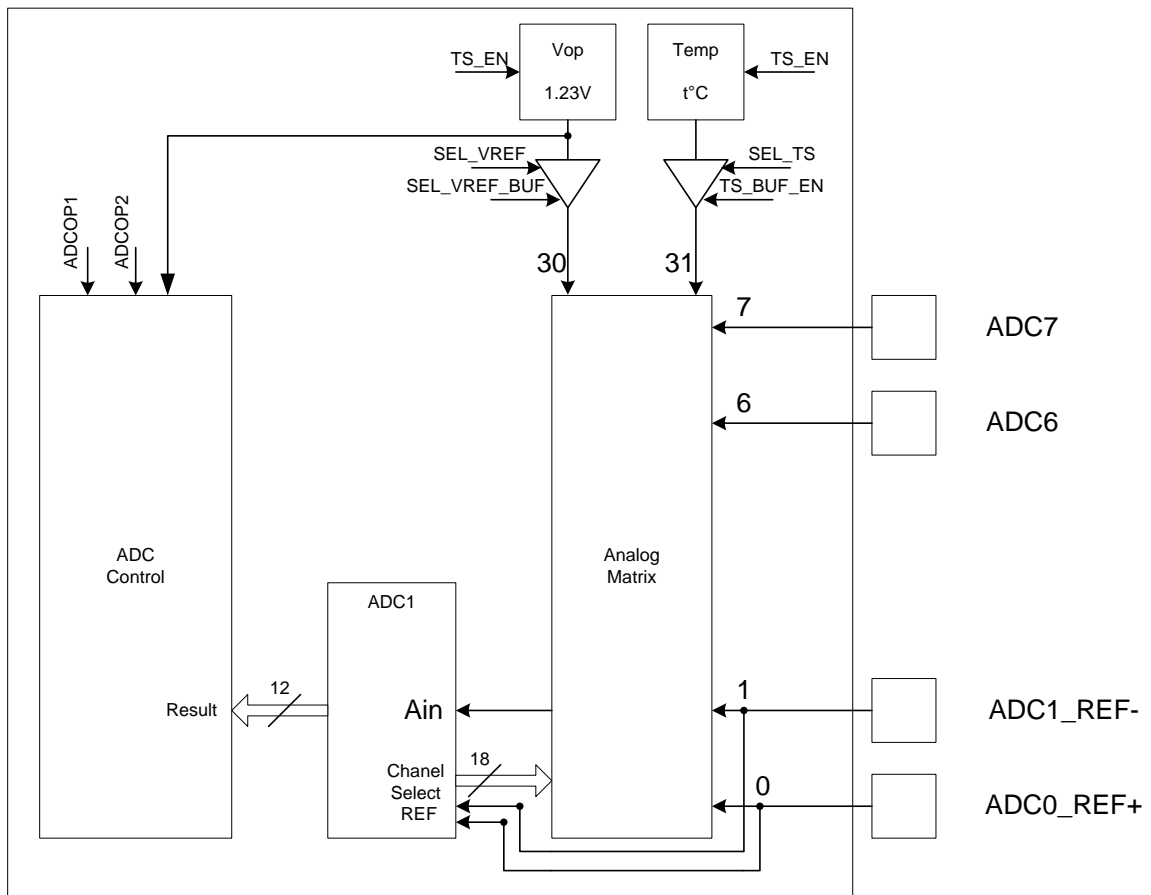 Vop
1.23V
Temp
t°C
TS_EN
TS_EN
SEL_VREF
SEL_VREF_BUF
SEL_TS
TS_BUF_EN
ADCOP1
ADCOP2
30
31
7
ADC7
6
ADC6
ADC
Control
Analog
Matrix
ADC1
12
Result
Ain
1
ADC1_REF-
18
Chanel
Select
REF
0
ADC0_REF+